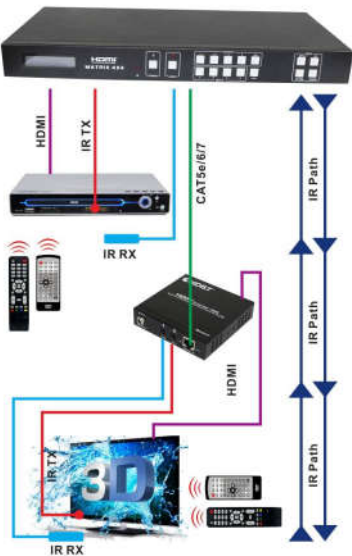 HDMI
MATRIX 4X4
HDMI
IR TX
CAT5e/6/7
IR Path
IR RX
IR Path
HDMI
IR TX
3D
IR Path
IR RX